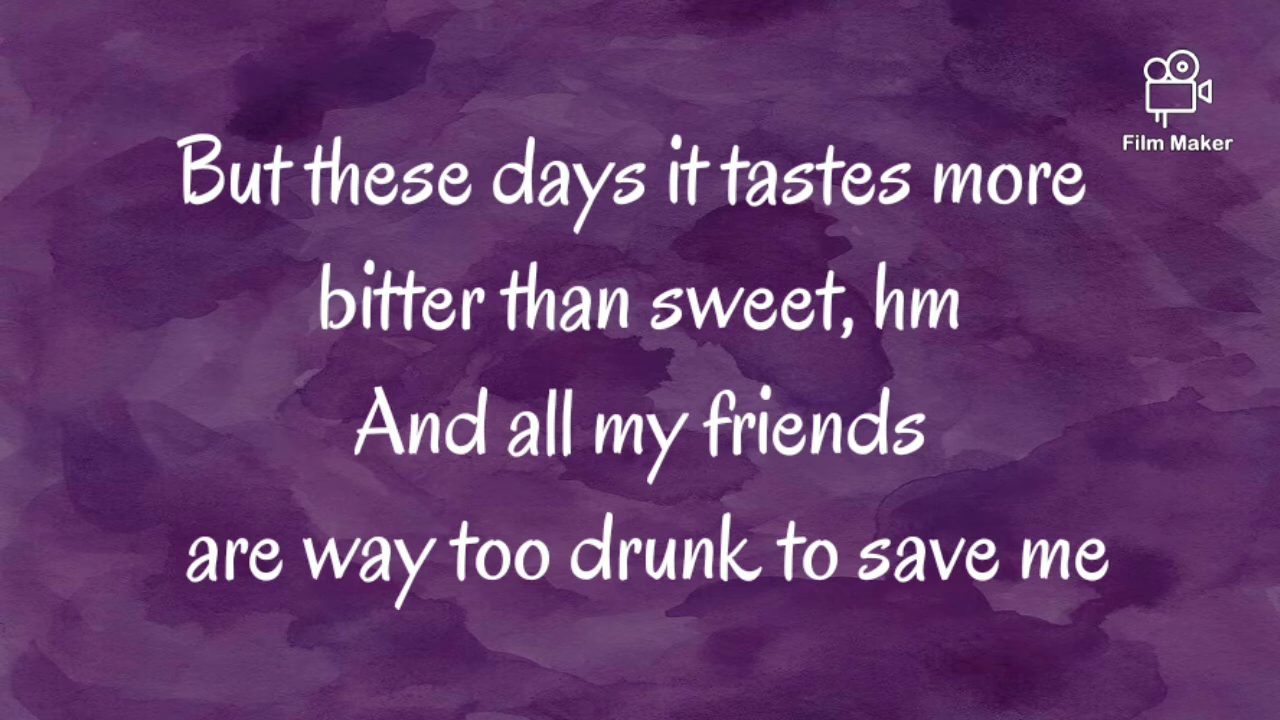 Film Maker
But these days it tastes more
bitter than sweet, hm
And all my friends
are way too drunk to save me